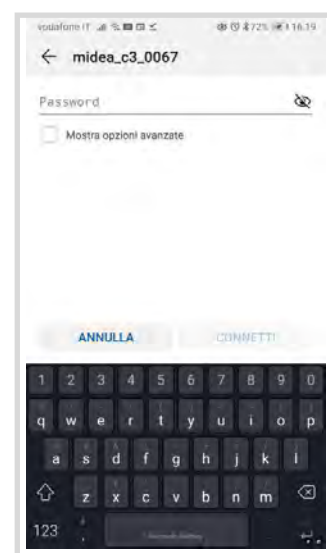 vodafone IT 72% 16:19
midea_c3_0067
Password
Mostra opzioni avanzate
ANNULLA CONNETTI
1 2 3 4 5 6 7 8 9 0
q w e r t y u i o p
a s d f g h j k l
z x c v b n m
123